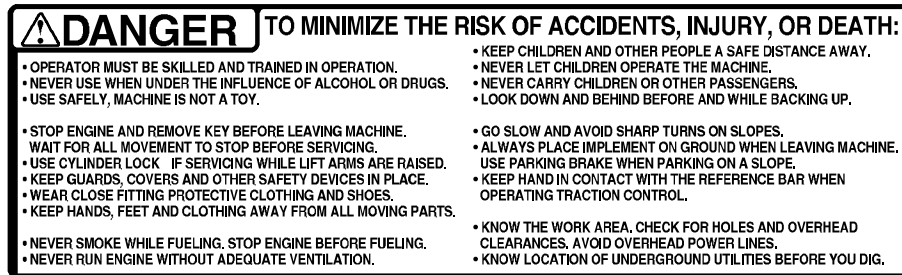 DANGER
TO MINIMIZE THE RISK OF ACCIDENTS, INJURY, OR DEATH:
• OPERATOR MUST BE SKILLED AND TRAINED IN OPERATION.
• NEVER USE WHEN UNDER THE INFLUENCE OF ALCOHOL OR DRUGS.
• USE SAFELY, MACHINE IS NOT A TOY.
• STOP ENGINE AND REMOVE KEY BEFORE LEAVING MACHINE.
WAIT FOR ALL MOVEMENT TO STOP BEFORE SERVICING.
• USE CYLINDER LOCK IF SERVICING WHILE LIFT ARMS ARE RAISED.
• KEEP GUARDS, COVERS AND OTHER SAFETY DEVICES IN PLACE.
• WEAR CLOSE FITTING PROTECTIVE CLOTHING AND SHOES.
• KEEP HANDS, FEET AND CLOTHING AWAY FROM ALL MOVING PARTS.
• NEVER SMOKE WHILE FUELING. STOP ENGINE BEFORE FUELING.
• NEVER RUN ENGINE WITHOUT ADEQUATE VENTILATION.
• KEEP CHILDREN AND OTHER PEOPLE A SAFE DISTANCE AWAY.
• NEVER LET CHILDREN OPERATE THE MACHINE.
• NEVER CARRY CHILDREN OR OTHER PASSENGERS.
• LOOK DOWN AND BEHIND BEFORE AND WHILE BACKING UP.
• GO SLOW AND AVOID SHARP TURNS ON SLOPES.
• ALWAYS PLACE IMPLEMENT ON GROUND WHEN LEAVING MACHINE.
USE PARKING BRAKE WHEN PARKING ON A SLOPE.
• KEEP HAND IN CONTACT WITH THE REFERENCE BAR WHEN
OPERATING TRACTION CONTROL.
• KNOW THE WORK AREA. CHECK FOR HOLES AND OVERHEAD
CLEARANCES. AVOID OVERHEAD POWER LINES.
• KNOW LOCATION OF UNDERGROUND UTILITIES BEFORE YOU DIG.